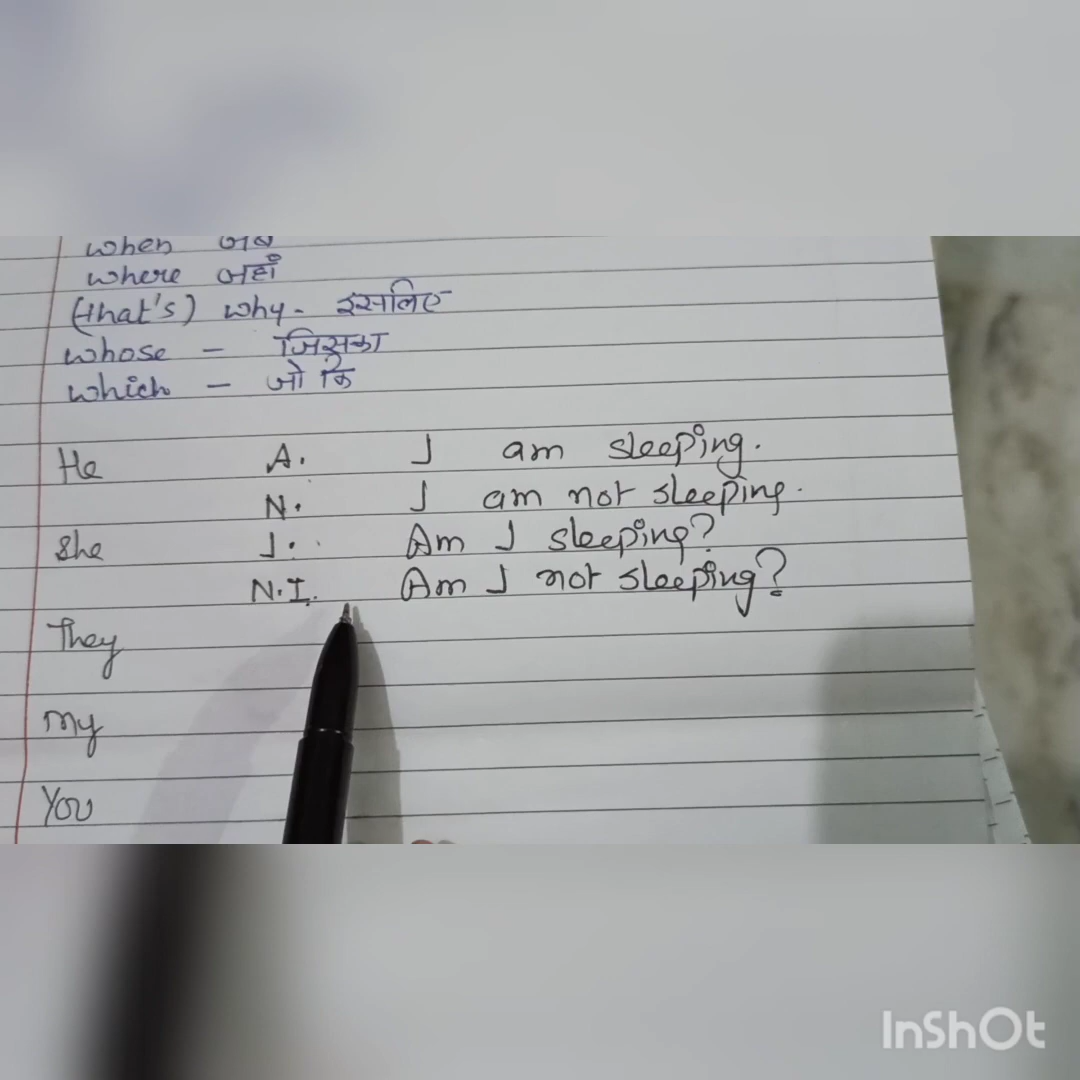 when जब
where जहाँ
(that's) why - इसलिए
whose - जिसका
which - जो कि
He A. I am sleeping.
N. I am not sleeping.
She I. Am I sleeping?
N.I. Am I not sleeping?
They
My
You
InShOt